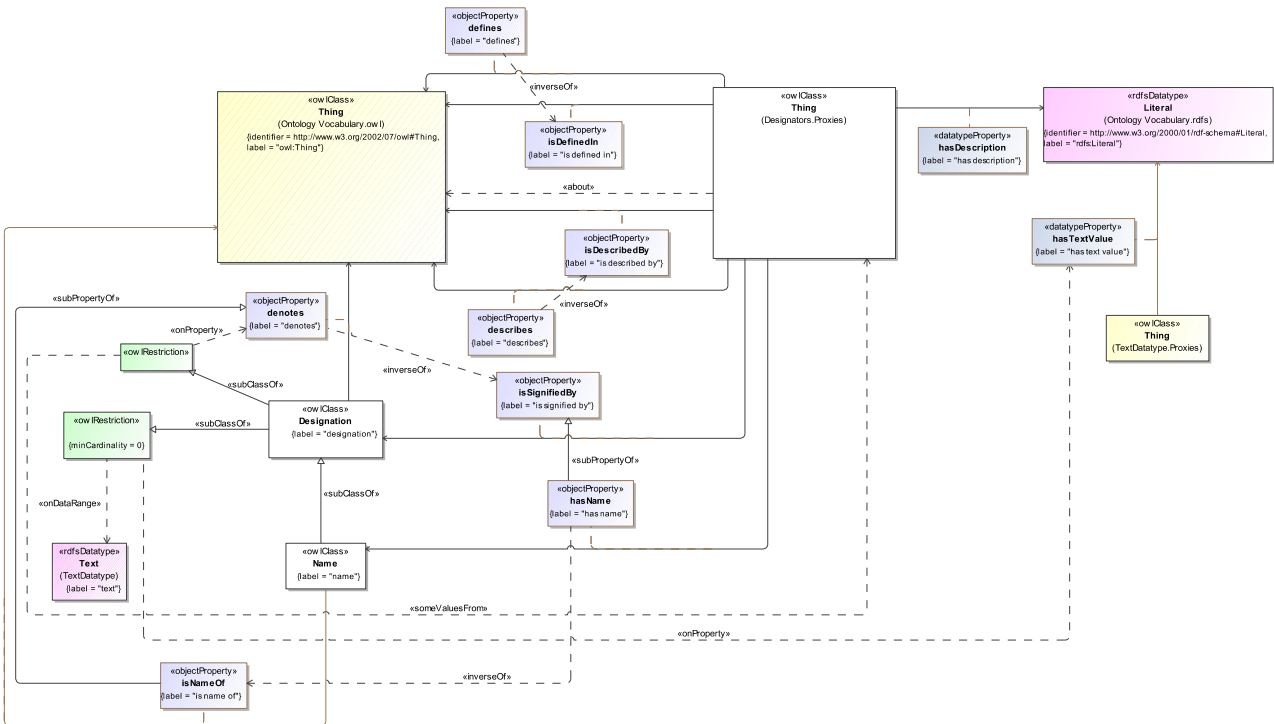 «objectProperty»
defines
{label = "defines"}
«inverseOf»
«owlClass»
Thing
(Ontology Vocabulary.owl)
{identifier = http://www.w3.org/2002/07/owl#Thing,
label = "owl:Thing"}
«objectProperty»
isDefinedIn
{label = "is defined in"}
«owlClass»
Thing
(Designators.Proxies)
«rdfsDatatype»
Literal
(Ontology Vocabulary.rdfs)
{identifier = http://www.w3.org/2000/01/rdf-schema#Literal,
label = "rdfs:Literal"}
«datatypeProperty»
hasDescription
{label = "has description"}
«about»
«objectProperty»
isDescribedBy
{label = "is described by"}
«datatypeProperty»
hasTextValue
{label = "has text value"}
«subPropertyOf»
«objectProperty»
denotes
{label = "denotes"}
«inverseOf»
«objectProperty»
describes
{label = "describes"}
«onProperty»
«owlRestriction»
«owlClass»
Thing
(TextDatatype.Proxies)
«inverseOf»
«subClassOf»
«objectProperty»
isSignifiedBy
{label = "is signified by"}
«owlClass»
Designation
{label = "designation"}
«owlRestriction»
{minCardinality = 0}
«subClassOf»
«subPropertyOf»
«onDataRange»
«subClassOf»
«objectProperty»
hasName
{label = "has name"}
«rdfsDatatype»
Text
(TextDatatype)
{label = "text"}
«owlClass»
Name
{label = "name"}
«someValuesFrom»
«onProperty»
«objectProperty»
isNameOf
{label = "is name of"}
«inverseOf»